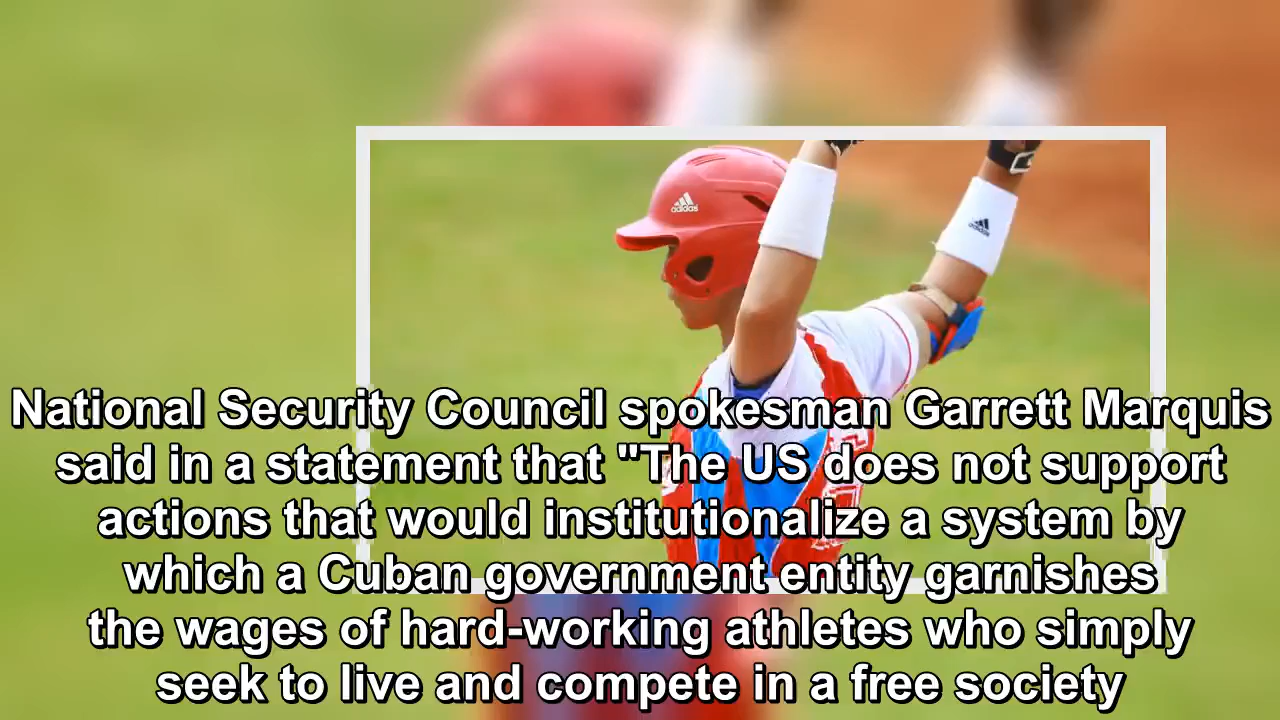 adidas
adidas
National Security Council spokesman Garrett Marquis
said in a statement that "The US does not support
actions that would institutionalize a system by
which a Cuban government entity garnishes
the wages of hard-working athletes who simply
seek to live and compete in a free society